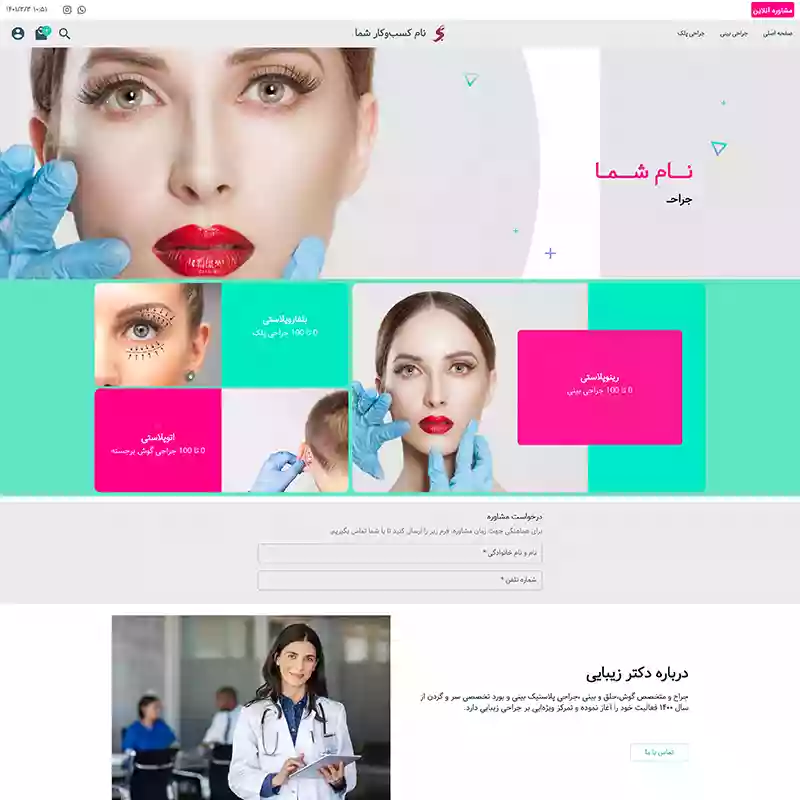 مشاوره آنلاین
۱۴۰۱/۲/۳ ۱۰:۵۱
صفحه اصلی
جراحی بینی
جراحی پلک
نام کسب‌وکار شما
نــام شــمــا
جراحـ
بلفاروپلاستی
0 تا 100 جراحی پلک
رینوپلاستی
0 تا 100 جراحی بینی
اتوپلاستی
0 تا 100 جراحی گوش برجسته
درخواست مشاوره
برای هماهنگی جهت زمان مشاوره، فرم زیر را ارسال کنید تا با شما تماس بگیریم.
نام و نام خانوادگی *
شماره تلفن *
درباره دکتر زیبایی
جراح و متخصص گوش،حلق و بینی ،جراحی پلاستیک بینی و بورد تخصصی سر و گردن از
سال ۱۴۰۰ فعالیت خود را آغاز نموده و تمرکز ویژه‌ایی بر جراحی زیبایی دارد.
تماس با ما